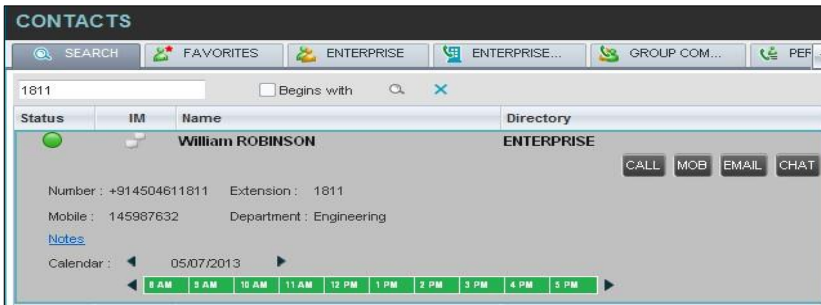 CONTACTS
SEARCH FAVORITES ENTERPRISE ENTERPRISE... GROUP COM... PEF
1811 Begins with
Status IM Name Directory
William ROBINSON ENTERPRISE
CALL MOB EMAIL CHAT
Number : +914504611811 Extension : 1811
Mobile : 145987632 Department : Engineering
Notes
Calendar : 05/07/2013
8 AM 9 AM 10 AM 11 AM 12 PM 1 PM 2 PM 3 PM 4 PM 5 PM